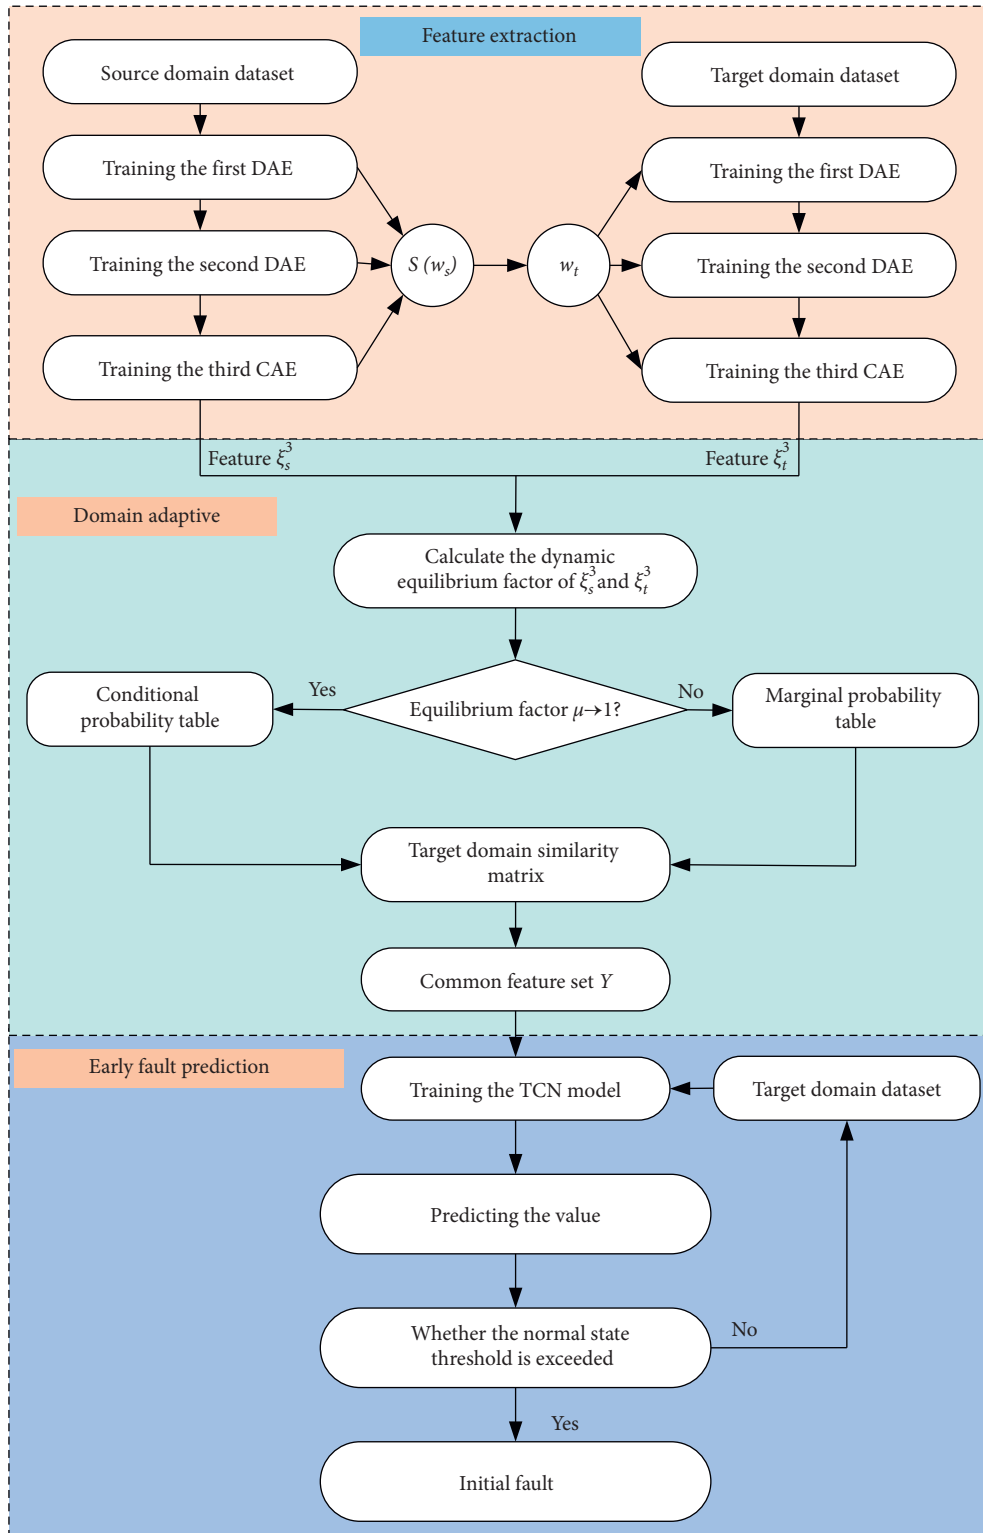 Feature extraction
Source domain dataset
Target domain dataset
Training the first DAE
Training the first DAE
Training the second DAE
S (w_s)
w_t
Training the second DAE
Training the third CAE
Training the third CAE
Feature ξ_s^3
Feature ξ_t^3
Domain adaptive
Calculate the dynamic
equilibrium factor of ξ_s^3 and ξ_t^3
Conditional
probability table
Yes
Equilibrium factor μ→1?
No
Marginal probability
table
Target domain similarity
matrix
Common feature set Y
Early fault prediction
Training the TCN model
Target domain dataset
Predicting the value
Whether the normal state
threshold is exceeded
No
Yes
Initial fault